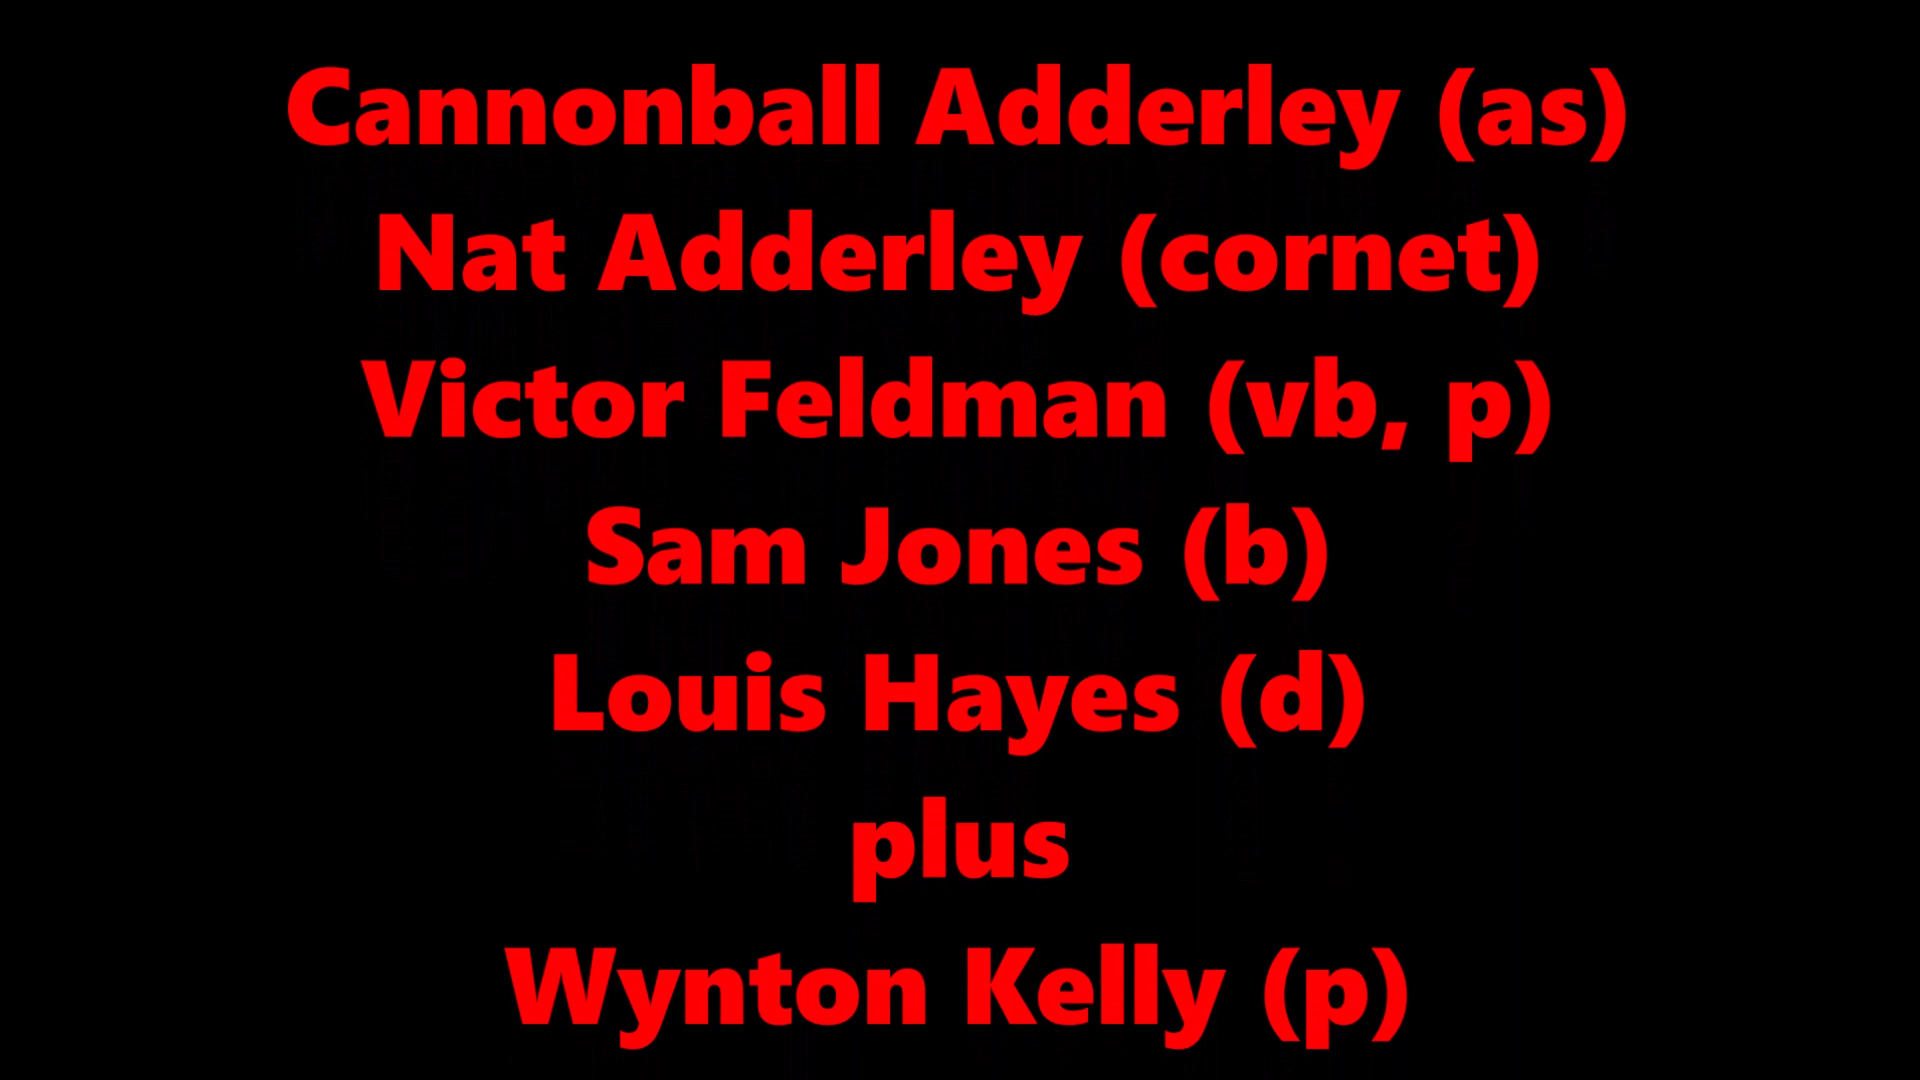 Cannonball Adderley (as)
Nat Adderley (cornet)
Victor Feldman (vb, p)
Sam Jones (b)
Louis Hayes (d)
plus
Wynton Kelly (p)